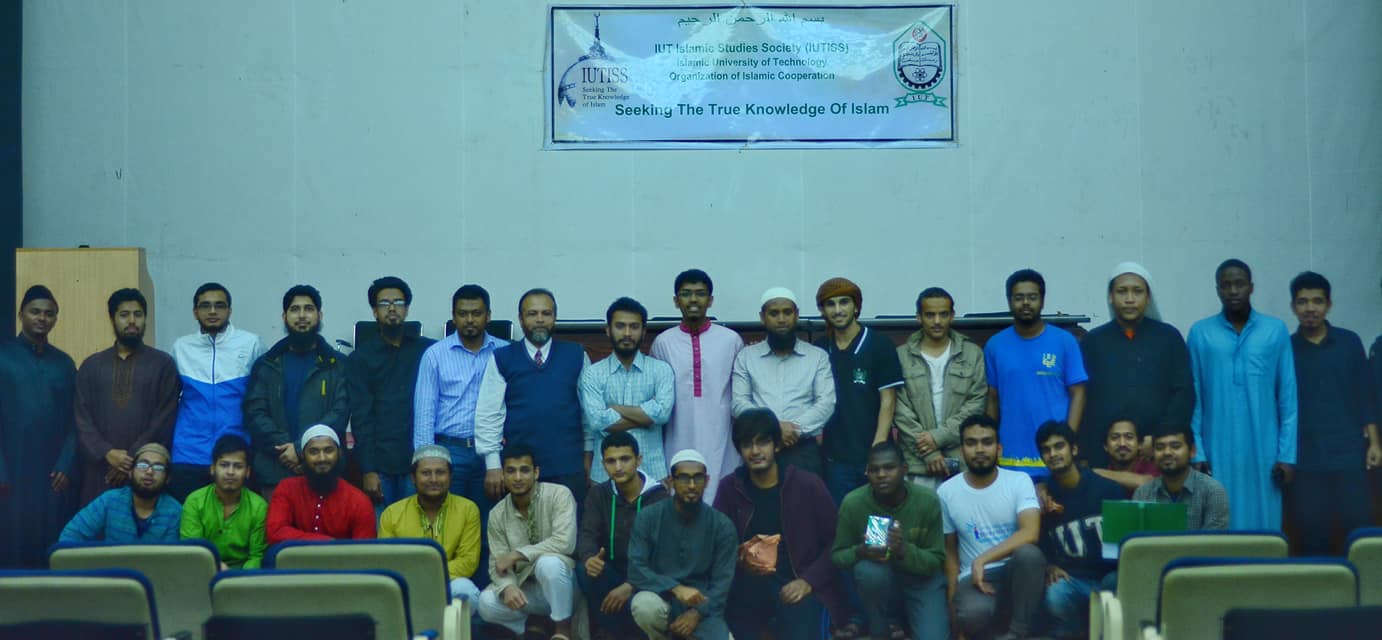 بسم الله الرحمن الرحيم
IUT Islamic Studies Society (IUTISS)
Islamic University of Technology
Organization of Islamic Cooperation
Seeking The True Knowledge Of Islam
IUTISS
Seeking The
True Knowledge
of Islam
IUT
IUT